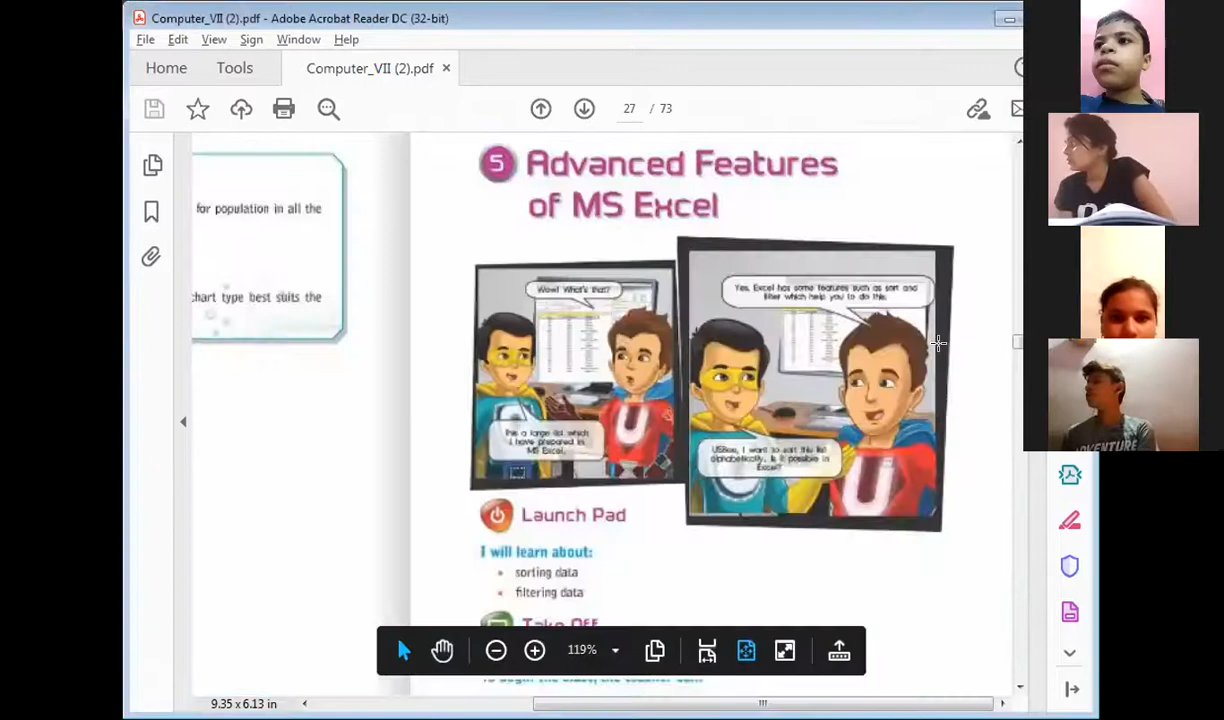 Computer_VII (2).pdf - Adobe Acrobat Reader DC (32-bit)
File Edit View Sign Window Help
Home Tools Computer_VII (2).pdf ×
27 / 73
for population in all the
chart type best suits the
5 Advanced Features
of MS Excel
Wow! What's that?
This a large list which
I have prepared in
MS Excel.
Yes, Excel has some features such as sort and
filter which help you to do this.
I want to sort this list
alphabetically. Is it possible in
Excel?
U
U
Launch Pad
I will learn about:
• sorting data
• filtering data
Take Off
119%
9.35 x 6.13 in
ADVENTURE